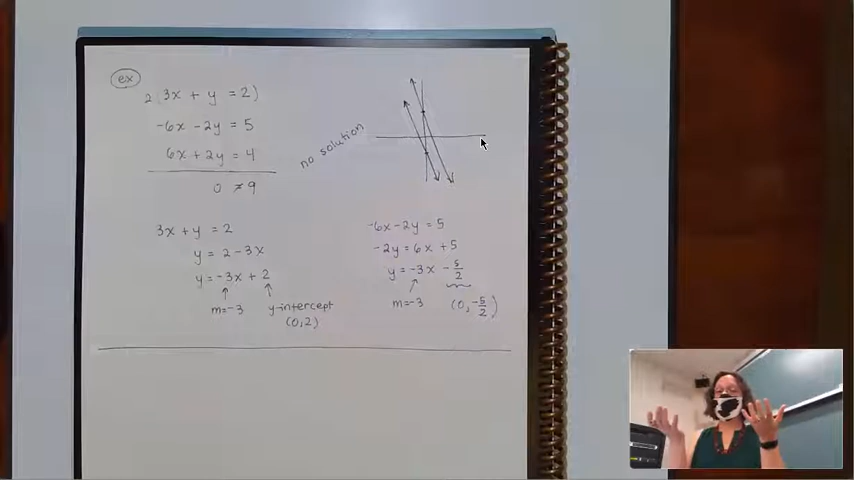 ex
2(3x + y = 2)
-6x - 2y = 5
6x + 2y = 4
0 ≠ 9
no solution
3x + y = 2
y = 2 - 3x
y = -3x + 2
m = -3
y-intercept
(0,2)
-6x - 2y = 5
-2y = 6x + 5
y = -3x - 5/2
m = -3
(0, -5/2)